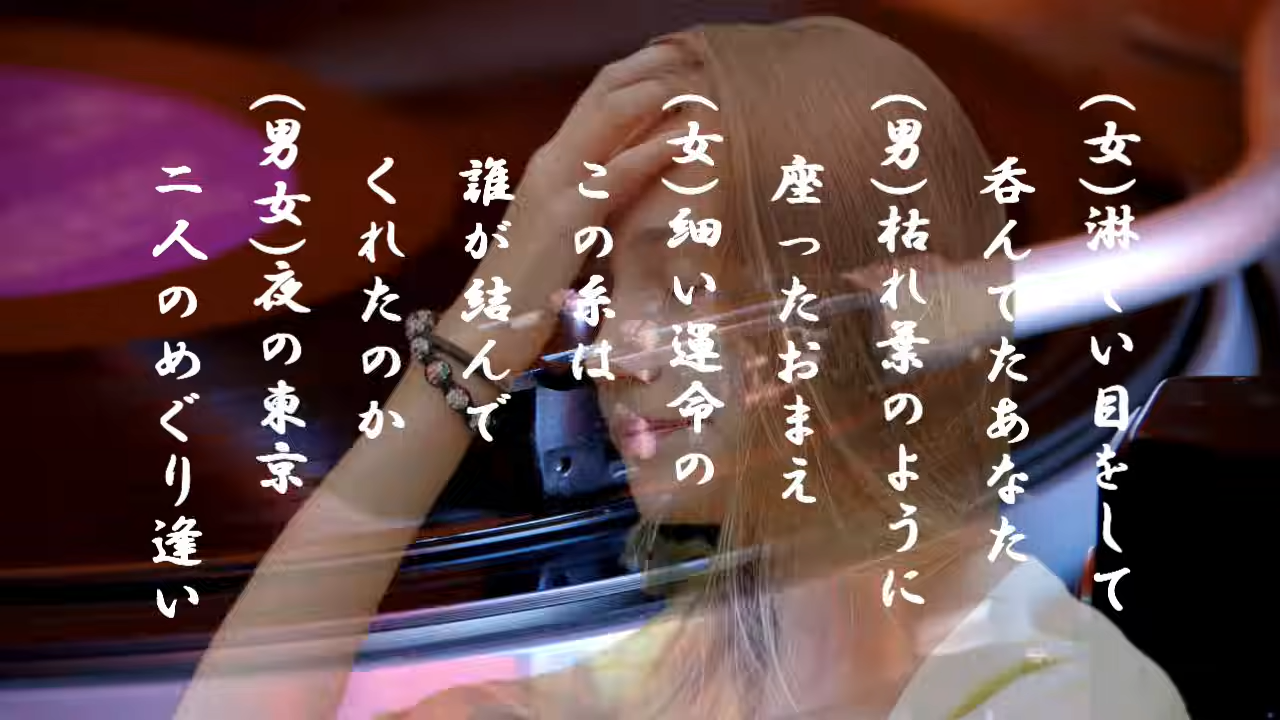 (女)淋しい目をして
呑んでたあなた
(男)枯れ葉のように
座ったおまえ
(女)細い運命の
この糸は
誰が結んで
くれたのか
(男女)夜の東京
二人のめぐり逢い